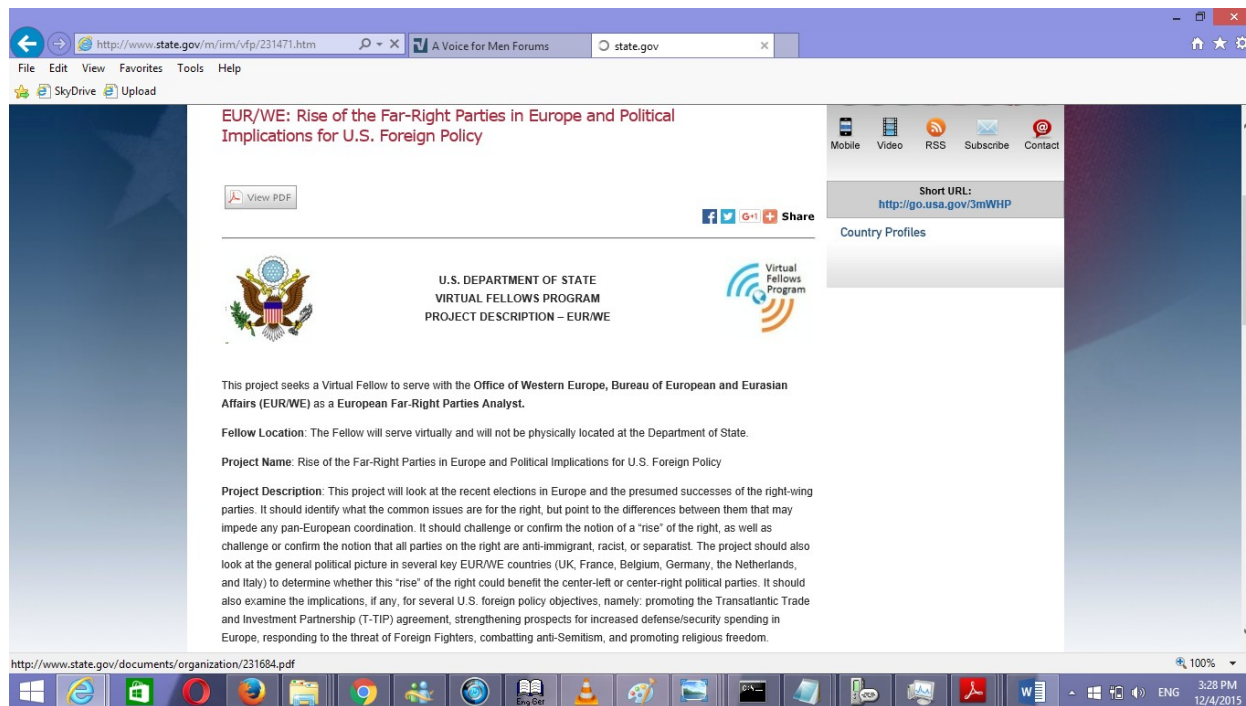 http://www.state.gov/m/irm/vfp/231471.htm
A Voice for Men Forums
state.gov
File Edit View Favorites Tools Help
SkyDrive Upload
EUR/WE: Rise of the Far-Right Parties in Europe and Political
Implications for U.S. Foreign Policy
Mobile Video RSS Subscribe Contact
View PDF
Short URL:
http://go.usa.gov/3mWHP
G+1 Share
Country Profiles
U.S. DEPARTMENT OF STATE
VIRTUAL FELLOWS PROGRAM
PROJECT DESCRIPTION – EUR/WE
Virtual
Fellows
Program
This project seeks a Virtual Fellow to serve with the Office of Western Europe, Bureau of European and Eurasian
Affairs (EUR/WE) as a European Far-Right Parties Analyst.
Fellow Location: The Fellow will serve virtually and will not be physically located at the Department of State.
Project Name: Rise of the Far-Right Parties in Europe and Political Implications for U.S. Foreign Policy
Project Description: This project will look at the recent elections in Europe and the presumed successes of the right-wing
parties. It should identify what the common issues are for the right, but point to the differences between them that may
impede any pan-European coordination. It should challenge or confirm the notion of a “rise” of the right, as well as
challenge or confirm the notion that all parties on the right are anti-immigrant, racist, or separatist. The project should also
look at the general political picture in several key EUR/WE countries (UK, France, Belgium, Germany, the Netherlands,
and Italy) to determine whether this “rise” of the right could benefit the center-left or center-right political parties. It should
also examine the implications, if any, for several U.S. foreign policy objectives, namely: promoting the Transatlantic Trade
and Investment Partnership (T-TIP) agreement, strengthening prospects for increased defense/security spending in
Europe, responding to the threat of Foreign Fighters, combatting anti-Semitism, and promoting religious freedom.
http://www.state.gov/documents/organization/231684.pdf
100%
Eng Ger
C:\_
ENG
3:28 PM
12/4/2015